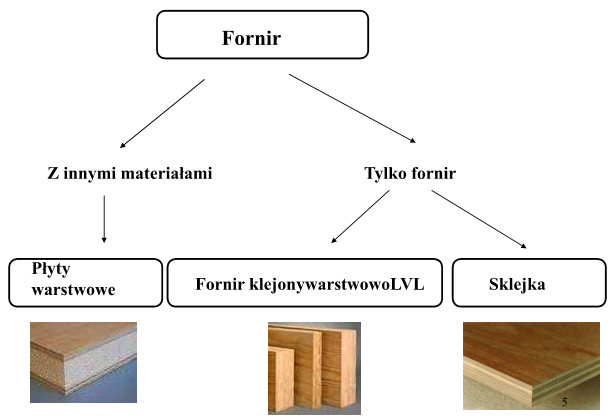 Fornir
Z innymi materiałami
Tylko fornir
Płyty
warstwowe
Fornir klejonywarstwowoLVL
Sklejka
5